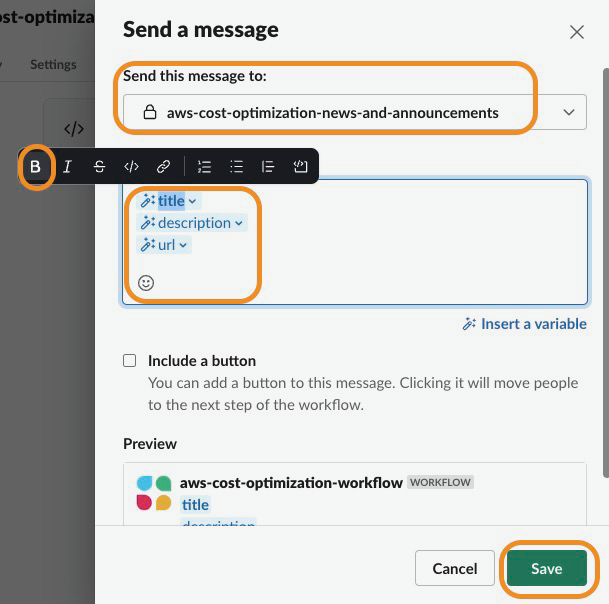 ost-optimiza
Send a message
Settings
Send this message to:
aws-cost-optimization-news-and-announcements
</>
B I S </>
title
description
url
Insert a variable
Include a button
You can add a button to this message. Clicking it will move people
to the next step of the workflow.
Preview
aws-cost-optimization-workflow WORKFLOW
title
description
Cancel
Save